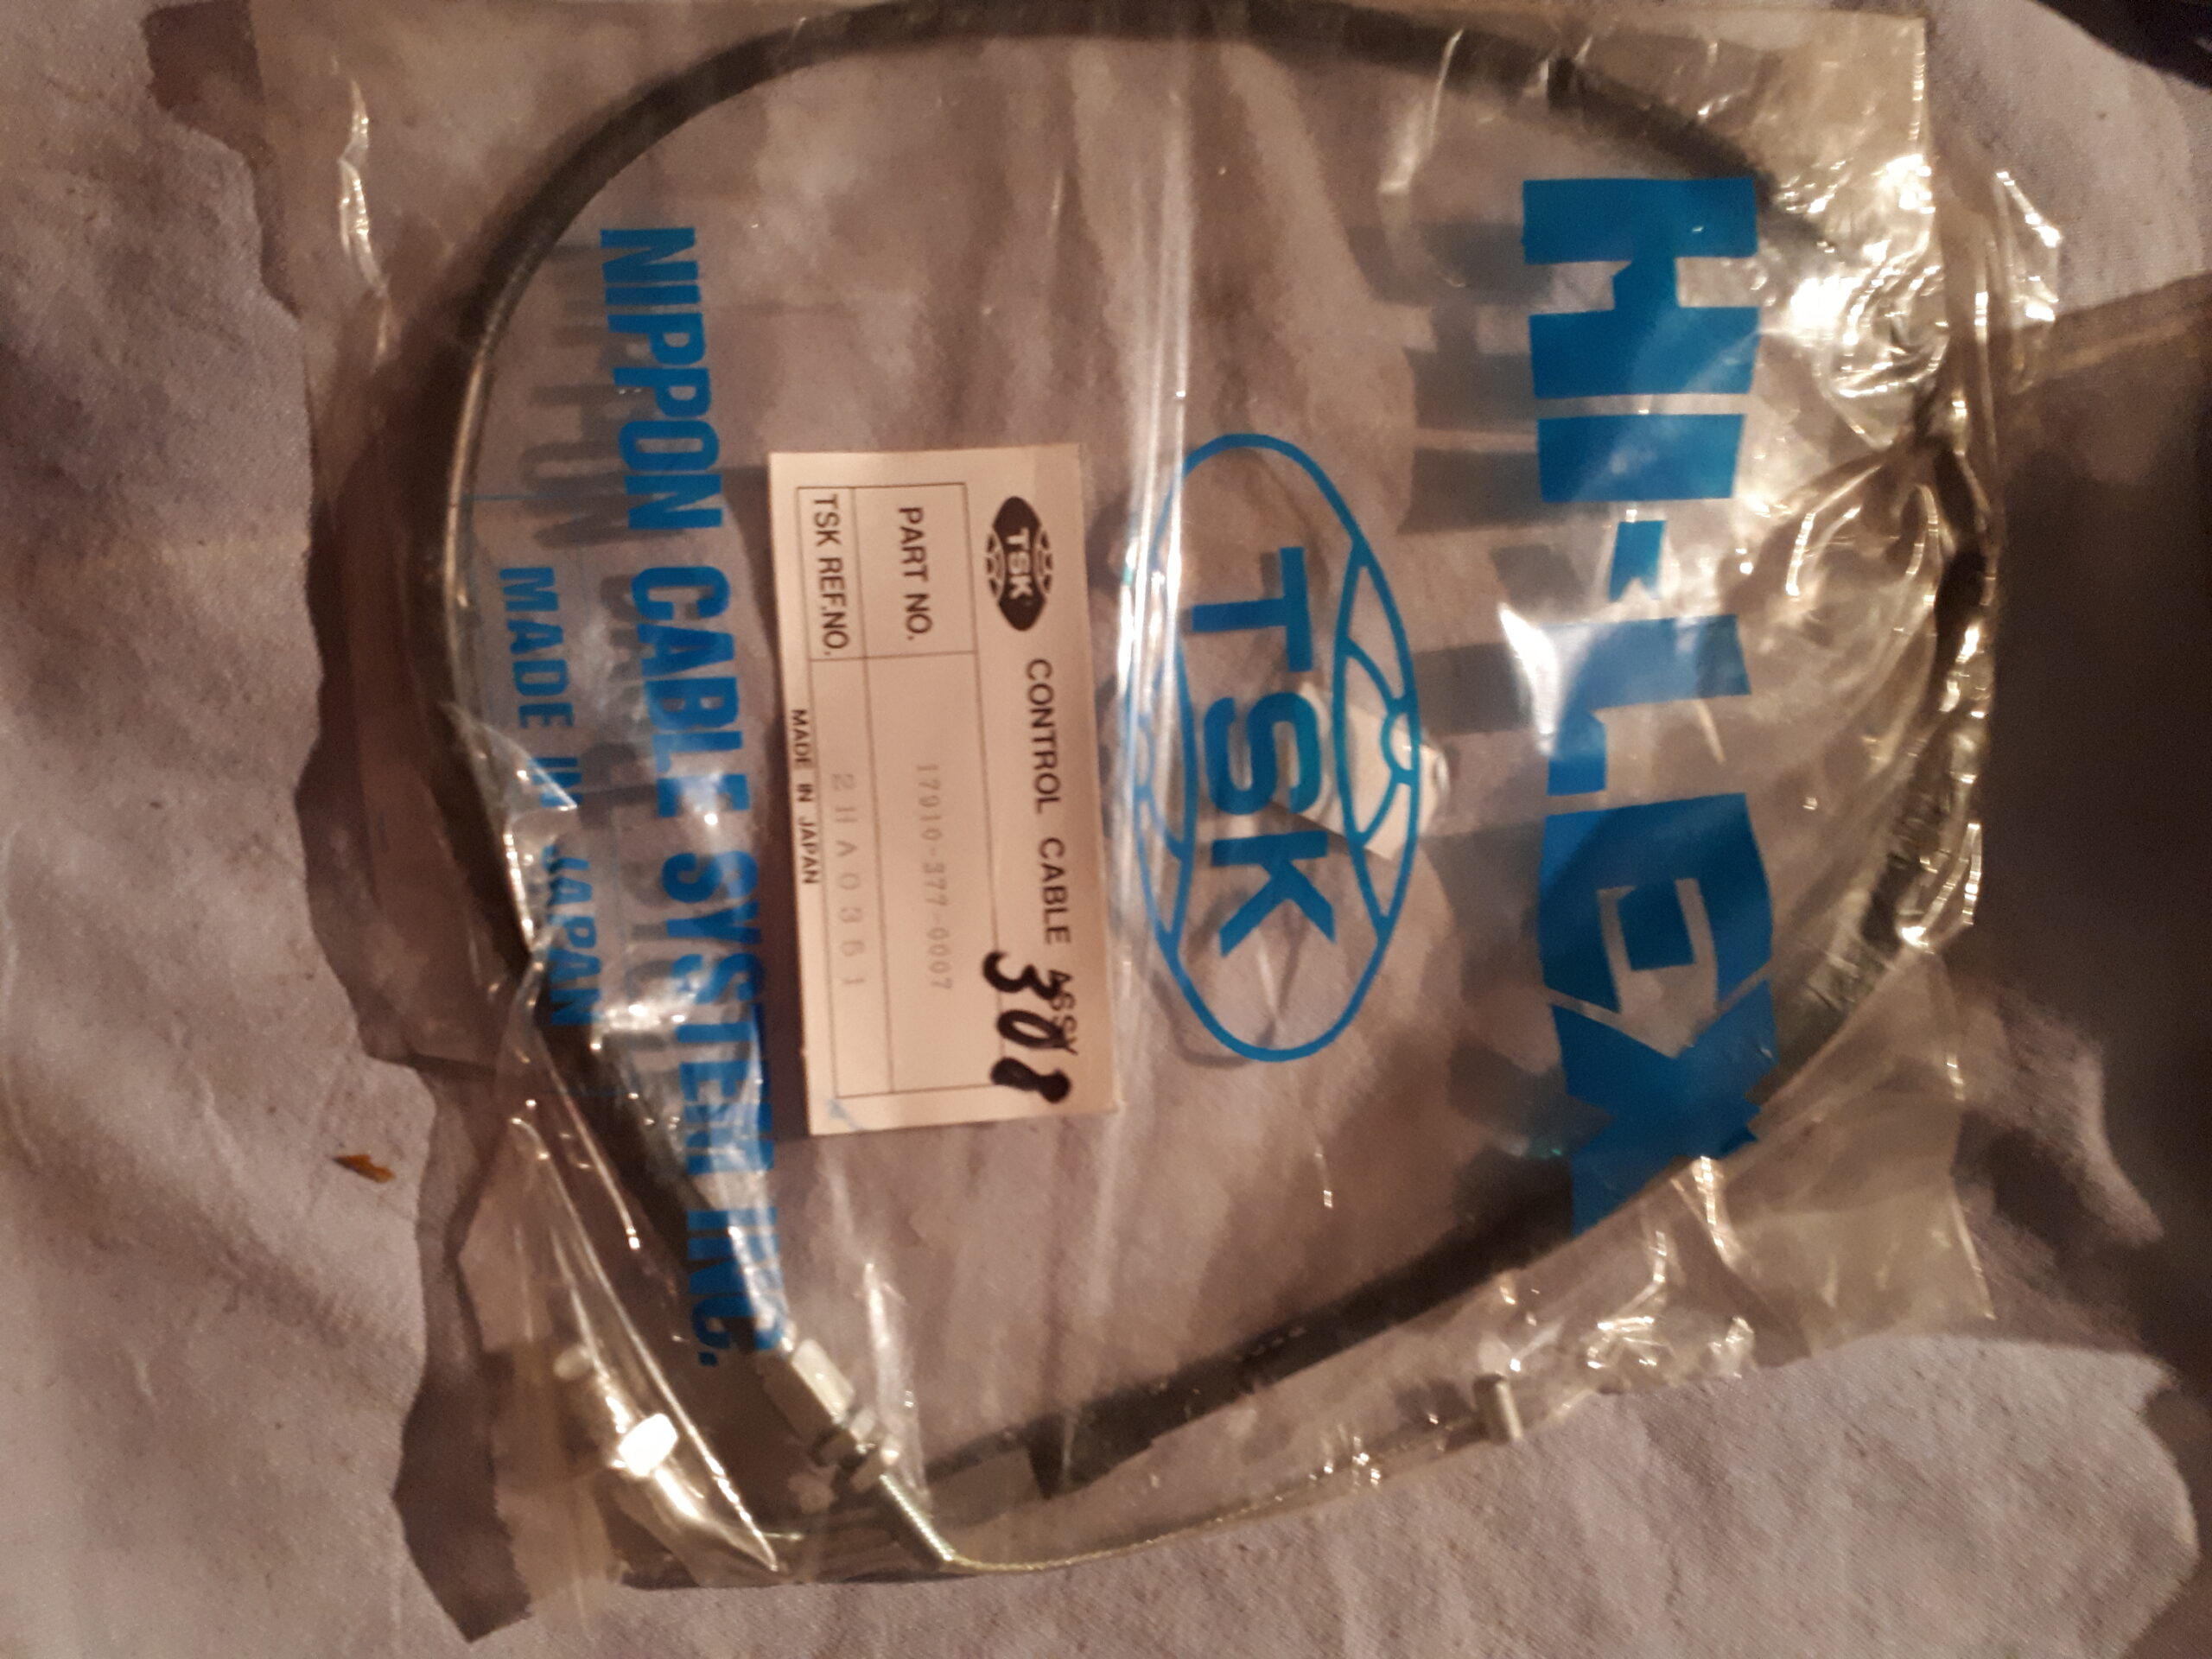 HI-LEX
TSK
TSK CONTROL CABLE ASSY
308
PART NO. 17910-377-0007
TSK REF.NO. 2HA0361
MADE IN JAPAN
NIPPON CABLE SYSTEM INC.
MADE IN JAPAN